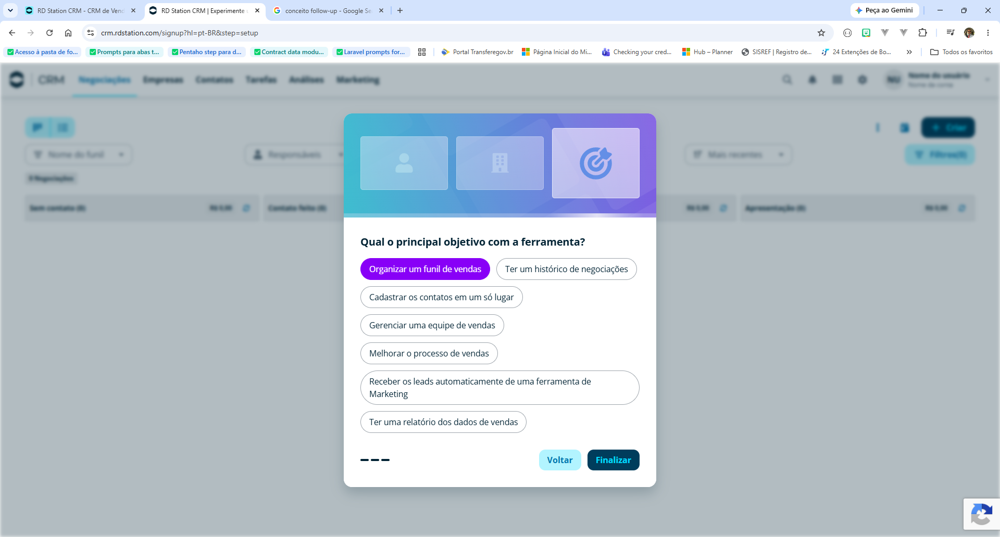 RD Station CRM - CRM de Vend
RD Station CRM | Experimente
conceito follow-up - Google Se
Peça ao Gemini
crm.rdstation.com/signup?hl=pt-BR&step=setup
Acesso à pasta de fo...
Prompts para abas t...
Pentaho step para d...
Contract data modu...
Laravel prompts for...
Portal Transferegov.br
Página Inicial do Mi...
Checking your cred...
Hub – Planner
SISREF | Registro de...
24 Extenções de Bo...
Todos os favoritos
CRM
Negociações
Empresas
Contatos
Tarefas
Análises
Marketing
NU
Nome do usuário
Nome da conta
+ Criar
Nome do funil
Responsáveis
Mais recentes
Filtros(0)
0 Negociações
Sem contato (0)
R$ 0,00
Contato feito (0)
R$ 0,00
Apresentação (0)
R$ 0,00
Qual o principal objetivo com a ferramenta?
Organizar um funil de vendas
Ter um histórico de negociações
Cadastrar os contatos em um só lugar
Gerenciar uma equipe de vendas
Melhorar o processo de vendas
Receber os leads automaticamente de uma ferramenta de
Marketing
Ter uma relatório dos dados de vendas
Voltar
Finalizar